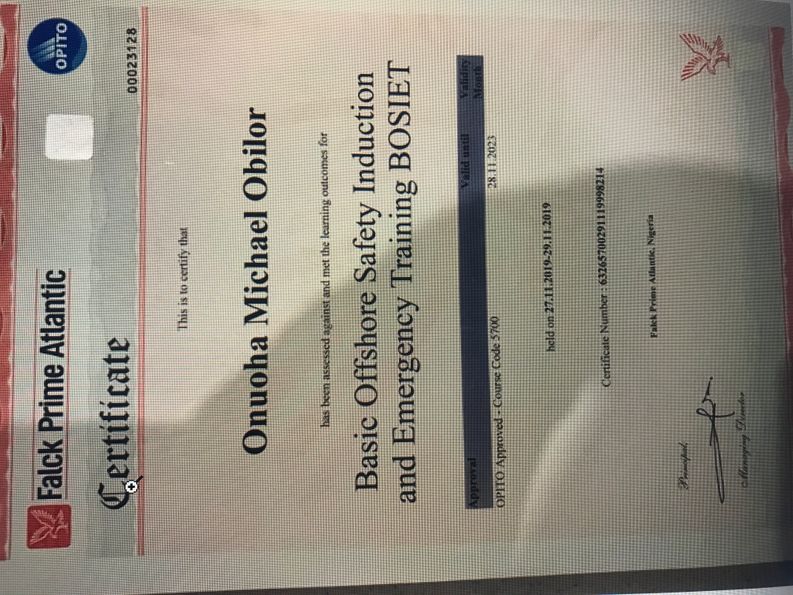 Falck Prime Atlantic
OPITO
Certificate
00023128
This is to certify that
Onuoha Michael Obilor
has been assessed against and met the learning outcomes for
Basic Offshore Safety Induction
and Emergency Training BOSIET
Approval Valid until Validity
Month
OPITO Approved - Course Code 5700 28.11.2023
held on 27.11.2019-29.11.2019
Certificate Number : 63265700291119998214
Falck Prime Atlantic, Nigeria
Principal,
Managing Director